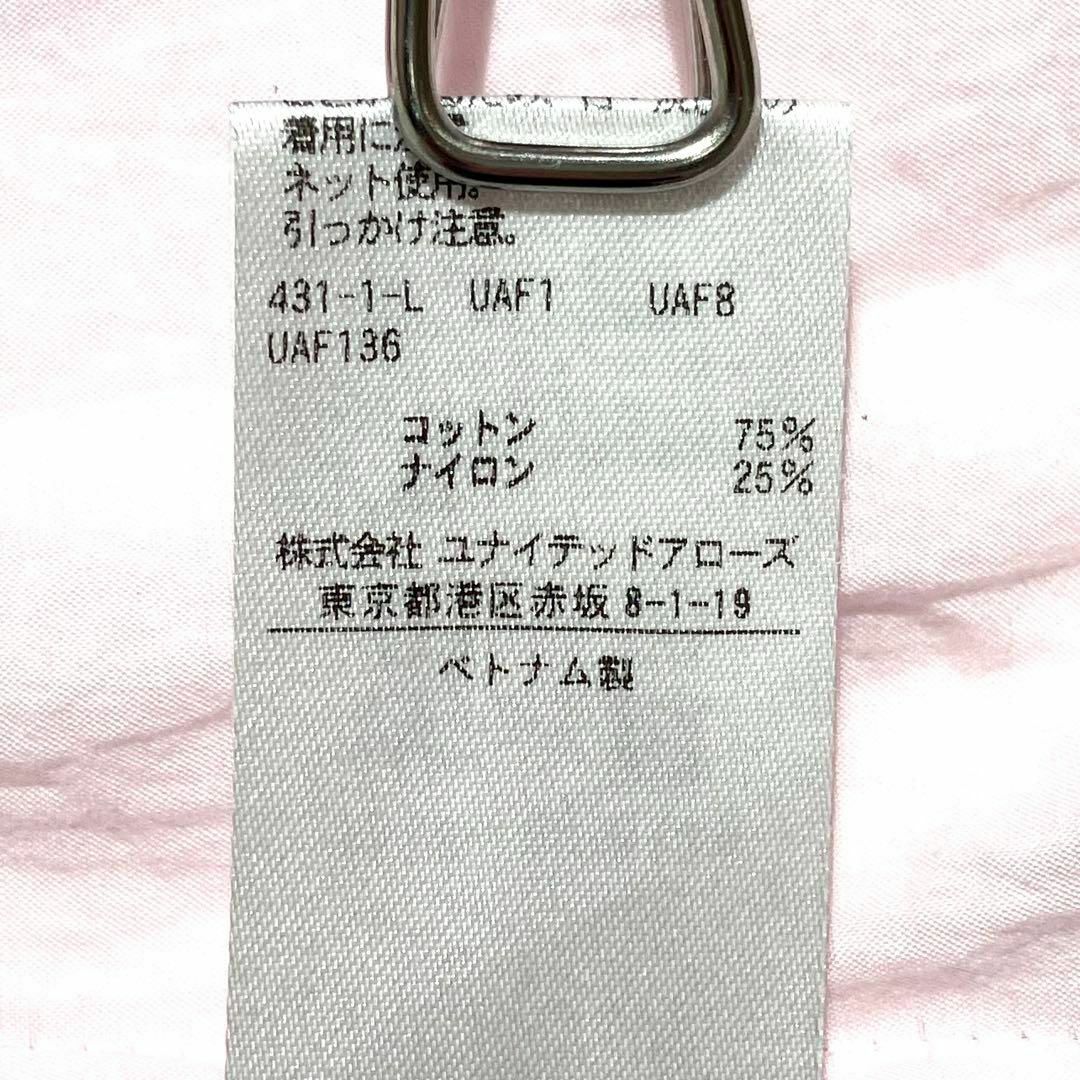 着用に注意
ネット使用。
引っかけ注意。
431-1-L UAF1 UAF8
UAF136
コットン 75%
ナイロン 25%
株式会社 ユナイテッドアローズ
東京都港区赤坂 8-1-19
ベトナム製